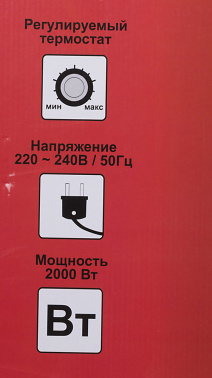 Регулируемый
термостат
мин макс
Напряжение
220 ~ 240В / 50Гц
Мощность
2000 Вт
Вт